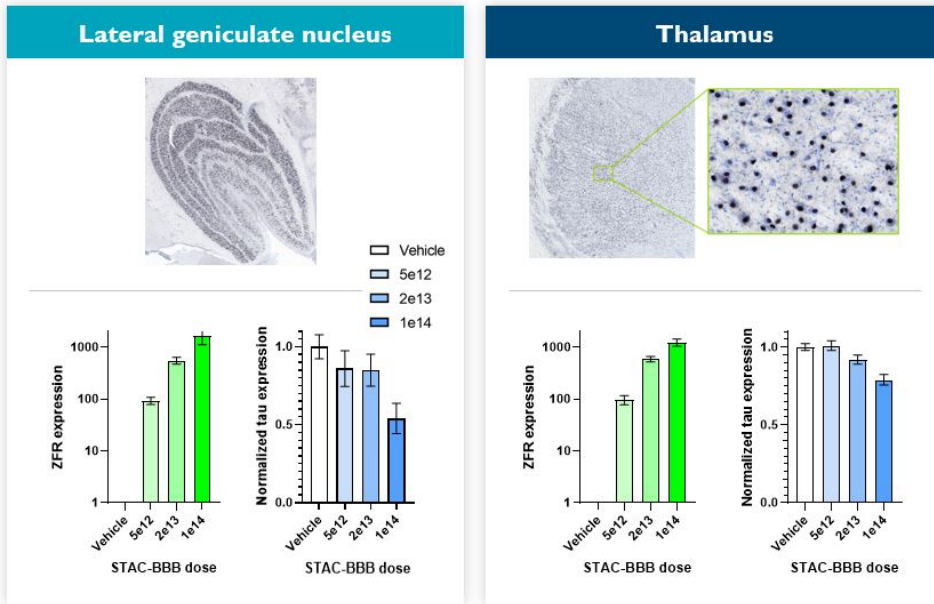 Lateral geniculate nucleus
Vehicle
5e12
2e13
1e14
ZFR expression
1000
100
10
1
Vehicle
5e12
2e13
1e14
STAC-BBB dose
Normalized tau expression
1.0
0.5
0.0
Vehicle
5e12
2e13
1e14
STAC-BBB dose
Thalamus
ZFR expression
1000
100
10
1
Vehicle
5e12
2e13
1e14
STAC-BBB dose
Normalized tau expression
1.0
0.5
0.0
Vehicle
5e12
2e13
1e14
STAC-BBB dose